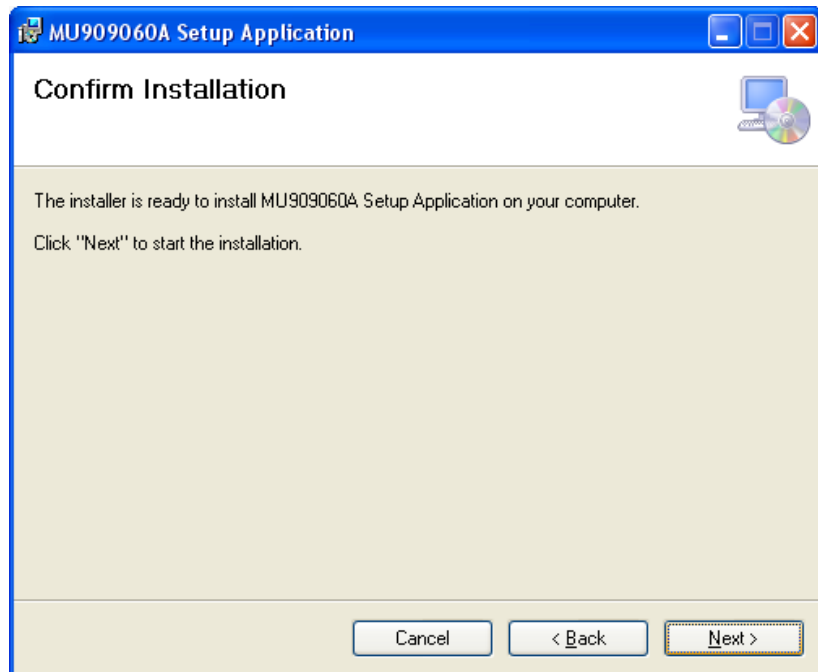 MU909060A Setup Application
Confirm Installation
The installer is ready to install MU909060A Setup Application on your computer.
Click "Next" to start the installation.
Cancel
< Back
Next >